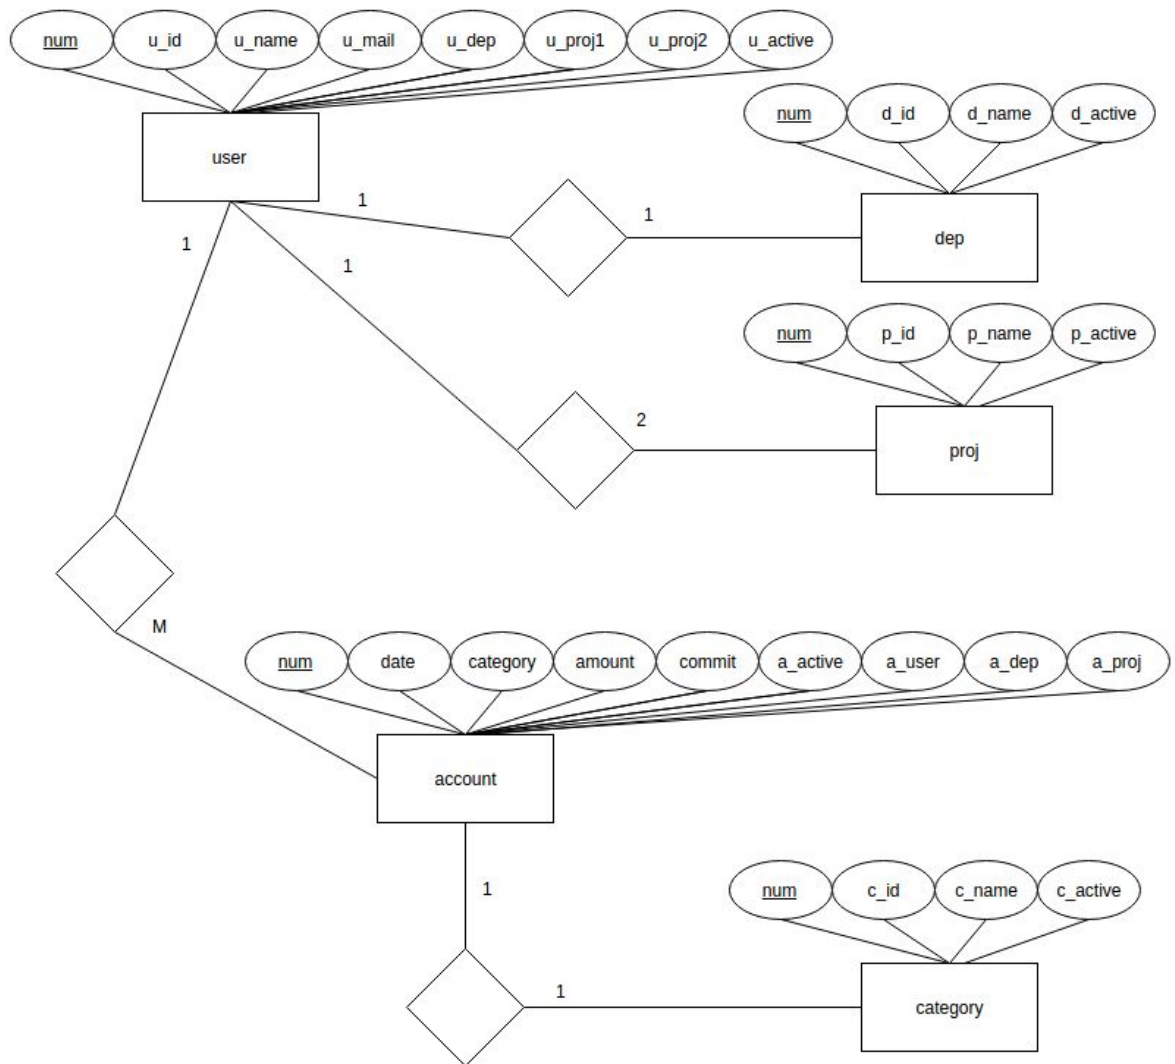 num u_id u_name u_mail u_dep u_proj1 u_proj2 u_active
user
num d_id d_name d_active
dep
1
1
1
1
num p_id p_name p_active
proj
2
M
num date category amount commit a_active a_user a_dep a_proj
account
1
num c_id c_name c_active
category
1